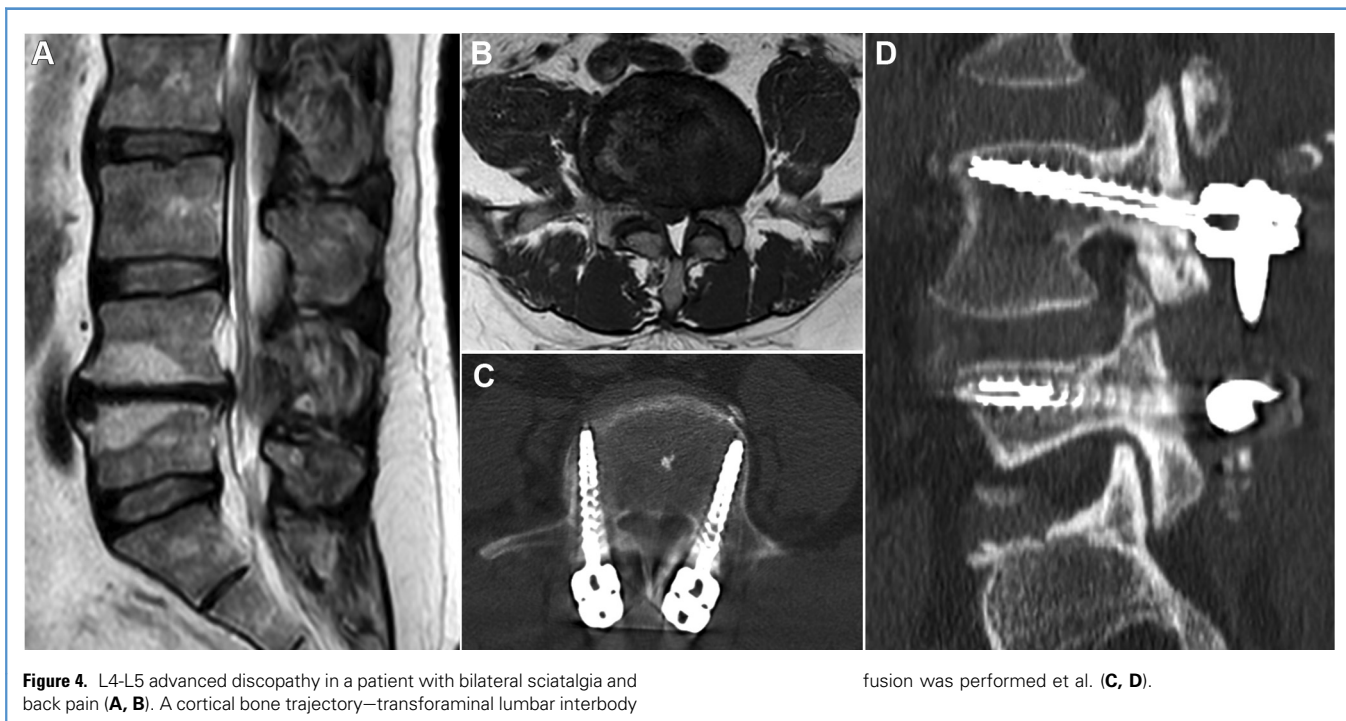 A
B
C
D
Figure 4. L4-L5 advanced discopathy in a patient with bilateral sciatalgia and
back pain (A, B). A cortical bone trajectory—transforaminal lumbar interbody
fusion was performed et al. (C, D).